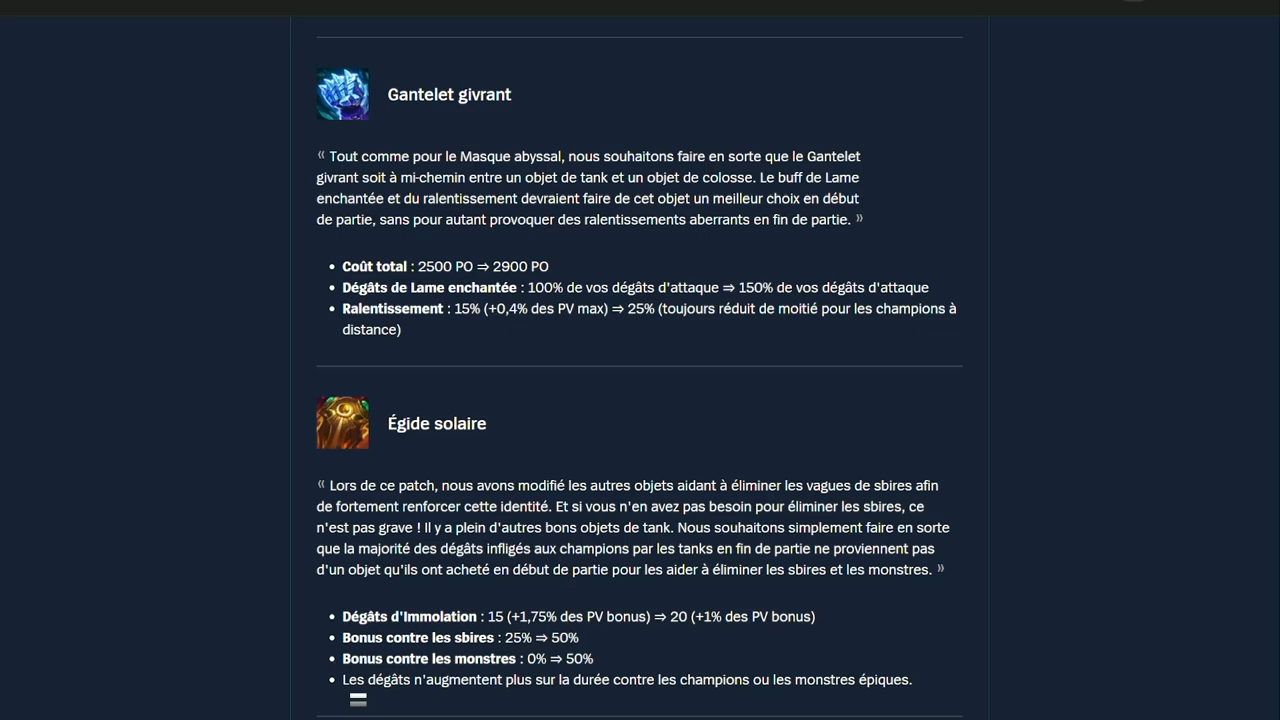 Gantelet givrant
« Tout comme pour le Masque abyssal, nous souhaitons faire en sorte que le Gantelet
givrant soit à mi-chemin entre un objet de tank et un objet de colosse. Le buff de Lame
enchantée et du ralentissement devraient faire de cet objet un meilleur choix en début
de partie, sans pour autant provoquer des ralentissements aberrants en fin de partie. »
• Coût total : 2500 PO ⇒ 2900 PO
• Dégâts de Lame enchantée : 100% de vos dégâts d'attaque ⇒ 150% de vos dégâts d'attaque
• Ralentissement : 15% (+0,4% des PV max) ⇒ 25% (toujours réduit de moitié pour les champions à
distance)
Égide solaire
« Lors de ce patch, nous avons modifié les autres objets aidant à éliminer les vagues de sbires afin
de fortement renforcer cette identité. Et si vous n'en avez pas besoin pour éliminer les sbires, ce
n'est pas grave ! Il y a plein d'autres bons objets de tank. Nous souhaitons simplement faire en sorte
que la majorité des dégâts infligés aux champions par les tanks en fin de partie ne proviennent pas
d'un objet qu'ils ont acheté en début de partie pour les aider à éliminer les sbires et les monstres. »
• Dégâts d'Immolation : 15 (+1,75% des PV bonus) ⇒ 20 (+1% des PV bonus)
• Bonus contre les sbires : 25% ⇒ 50%
• Bonus contre les monstres : 0% ⇒ 50%
• Les dégâts n'augmentent plus sur la durée contre les champions ou les monstres épiques.